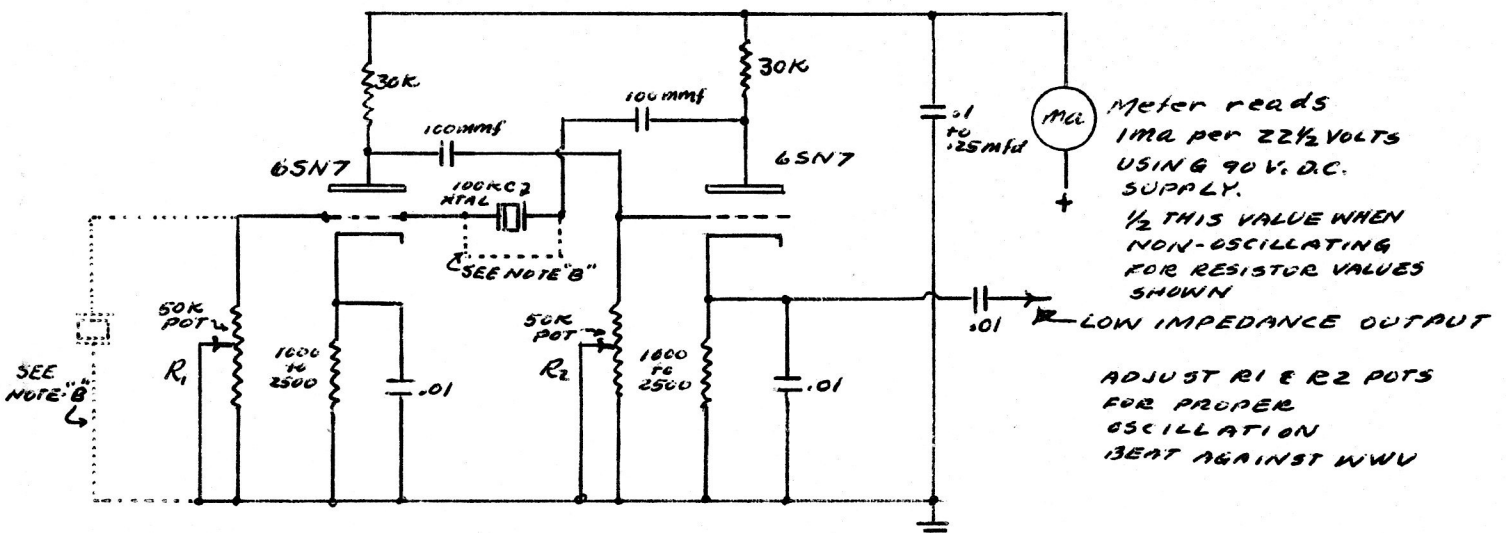 30K
30K
100mmf
100mmf
6SN7
6SN7
100KC
XTAL
SEE NOTE "B"
.1
to
.25mfd
ma
Meter reads
1ma per 22½ VOLTS
USING 90 V. D.C.
SUPPLY.
+
½ THIS VALUE WHEN
NON-OSCILLATING
FOR RESISTOR VALUES
SHOWN
.01
LOW IMPEDANCE OUTPUT
50K
POT
R1
1000
to
2500
.01
50K
POT
R2
1000
to
2500
.01
SEE
NOTE "B"
ADJUST R1 & R2 POTS
FOR PROPER
OSCILLATION
BEAT AGAINST WWV